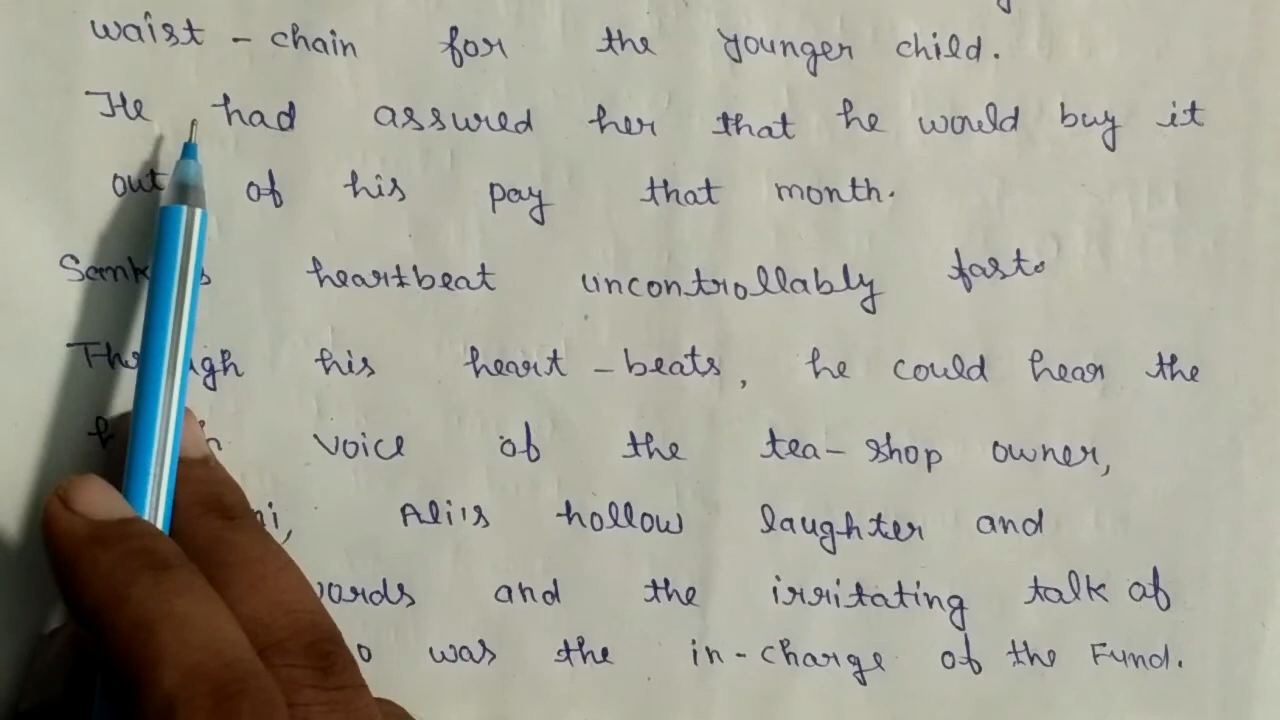 waist - chain for the younger child.
He had assured her that he would buy it
out of his pay that month.
heartbeat uncontrollably fast.
his heart - beats, he could hear the
voice of the tea - shop owner,
Ali's hollow laughter and
and the irritating talk of
was the in-charge of the Fund.